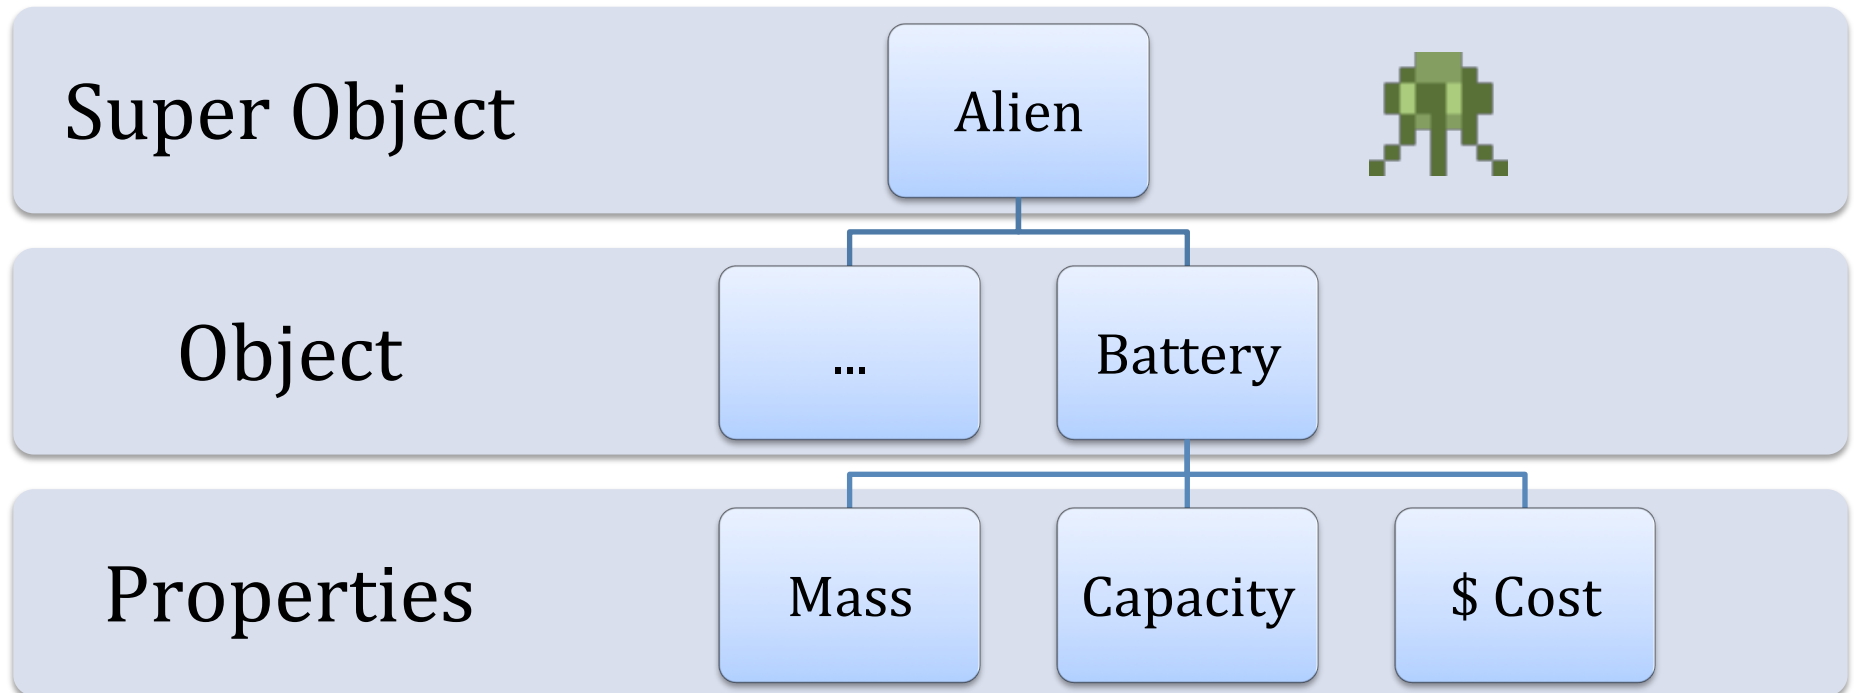 Super Object
Alien
Object
...
Battery
Properties
Mass
Capacity
$ Cost